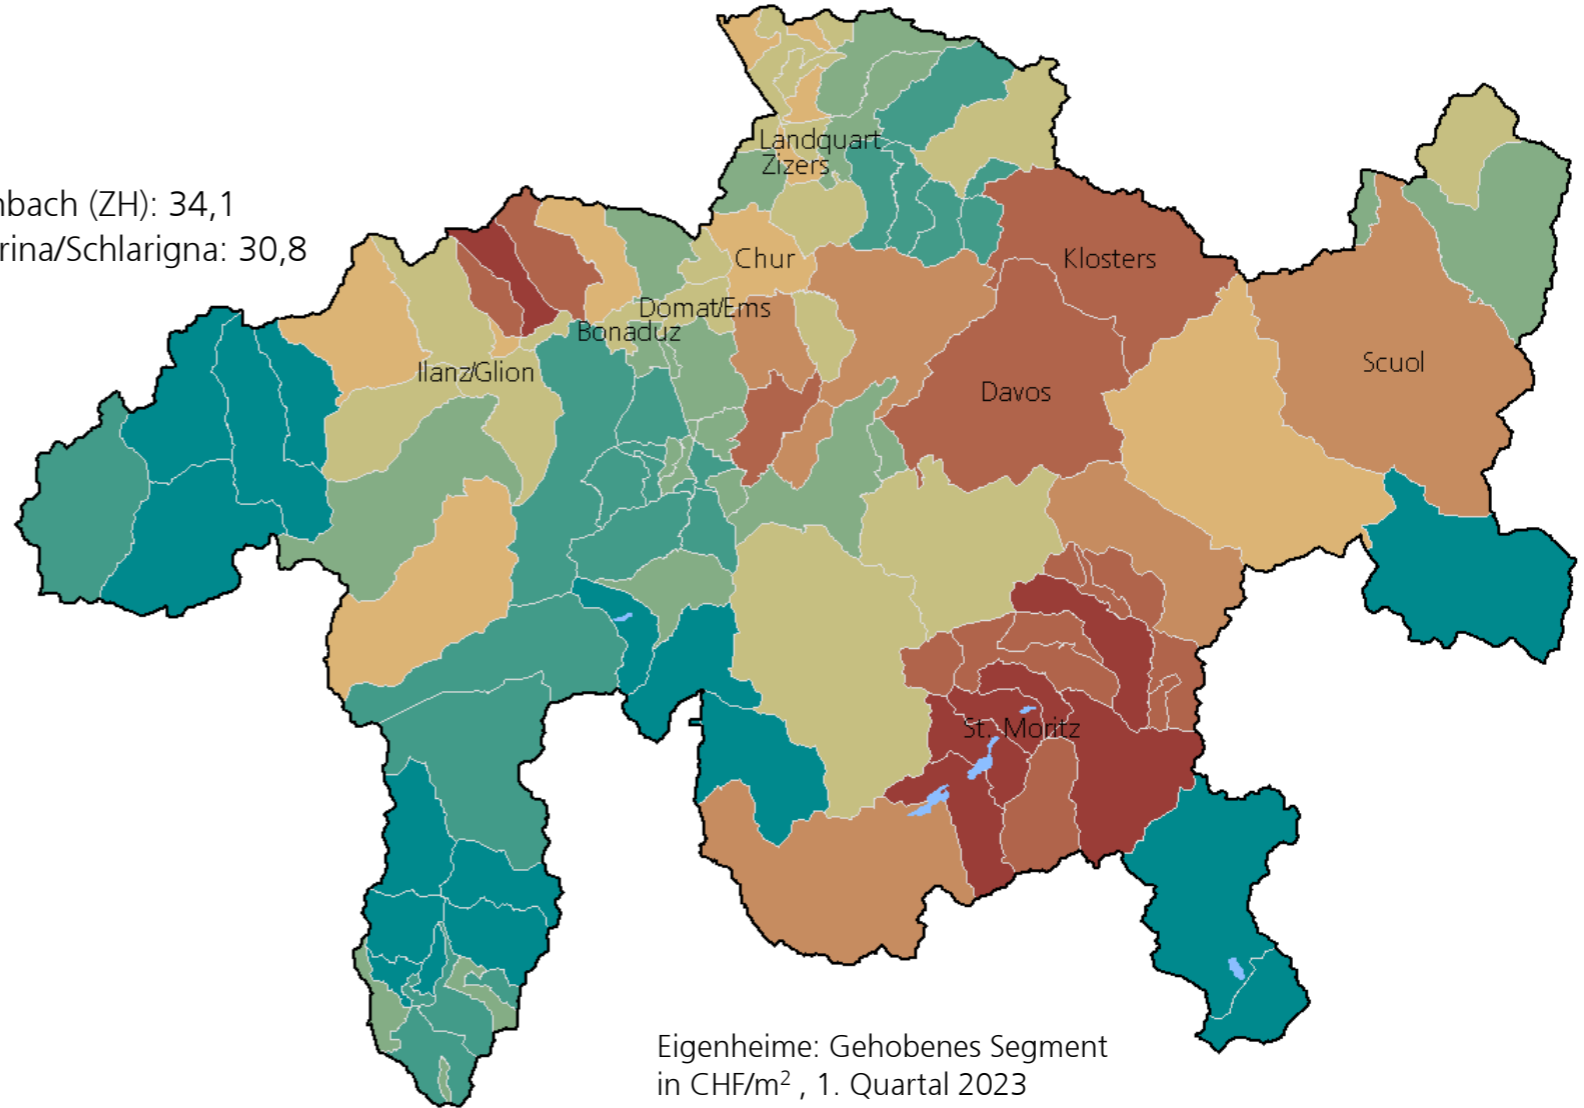 Landquart
Zizers
nbach (ZH): 34,1
rina/Schlarigna: 30,8
Chur
Klosters
Domat/Ems
Bonaduz
Ilanz/Glion
Scuol
Davos
St. Moritz
Eigenheime: Gehobenes Segment
in CHF/m² , 1. Quartal 2023